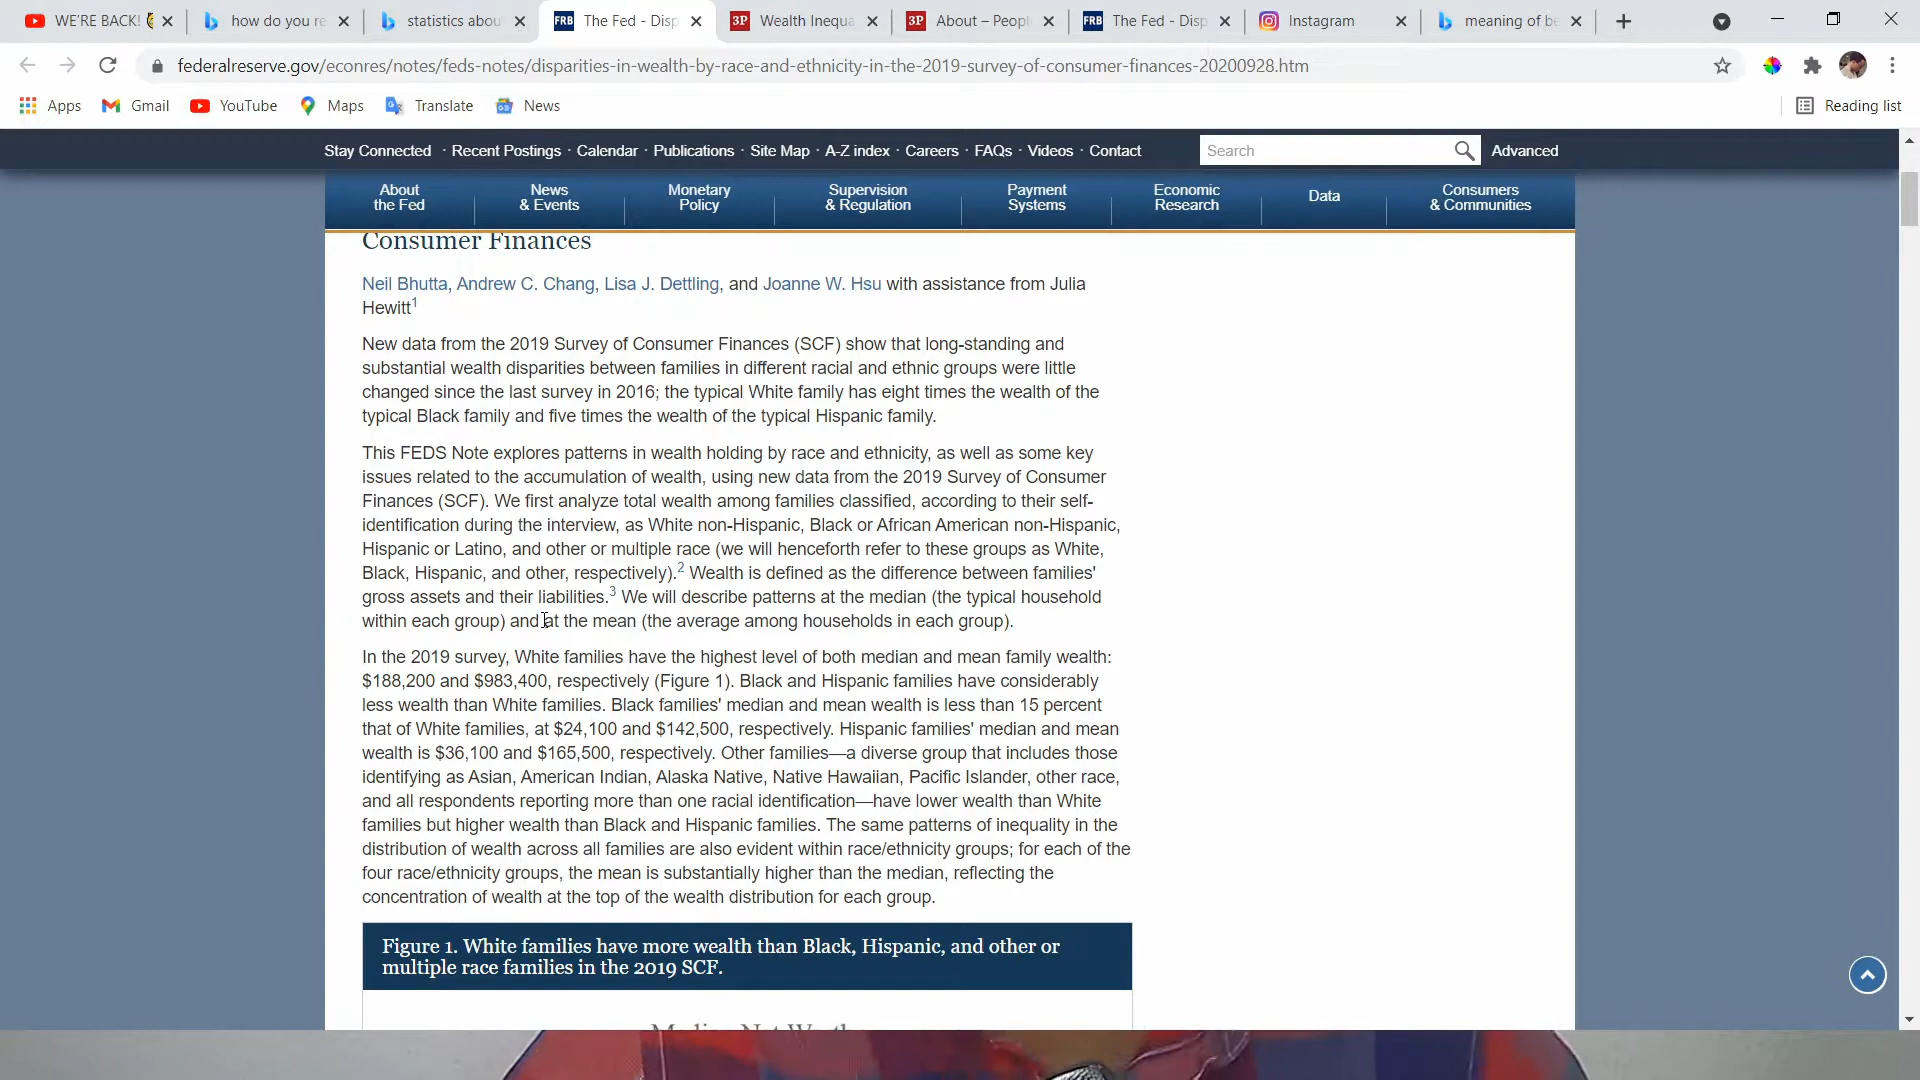 WE'RE BACK!
how do you re
statistics abou
FRB The Fed - Disp
3P Wealth Inequa
3P About – Peopl
FRB The Fed - Disp
Instagram
meaning of be
federalreserve.gov/econres/notes/feds-notes/disparities-in-wealth-by-race-and-ethnicity-in-the-2019-survey-of-consumer-finances-20200928.htm
Apps Gmail YouTube Maps Translate News Reading list
Stay Connected · Recent Postings · Calendar · Publications · Site Map · A-Z index · Careers · FAQs · Videos · Contact Search Advanced
About
the Fed
News
& Events
Monetary
Policy
Supervision
& Regulation
Payment
Systems
Economic
Research
Data
Consumers
& Communities
Consumer Finances
Neil Bhutta, Andrew C. Chang, Lisa J. Dettling, and Joanne W. Hsu with assistance from Julia
Hewitt1
New data from the 2019 Survey of Consumer Finances (SCF) show that long-standing and
substantial wealth disparities between families in different racial and ethnic groups were little
changed since the last survey in 2016; the typical White family has eight times the wealth of the
typical Black family and five times the wealth of the typical Hispanic family.
This FEDS Note explores patterns in wealth holding by race and ethnicity, as well as some key
issues related to the accumulation of wealth, using new data from the 2019 Survey of Consumer
Finances (SCF). We first analyze total wealth among families classified, according to their self-
identification during the interview, as White non-Hispanic, Black or African American non-Hispanic,
Hispanic or Latino, and other or multiple race (we will henceforth refer to these groups as White,
Black, Hispanic, and other, respectively).2 Wealth is defined as the difference between families'
gross assets and their liabilities.3 We will describe patterns at the median (the typical household
within each group) and at the mean (the average among households in each group).
In the 2019 survey, White families have the highest level of both median and mean family wealth:
$188,200 and $983,400, respectively (Figure 1). Black and Hispanic families have considerably
less wealth than White families. Black families' median and mean wealth is less than 15 percent
that of White families, at $24,100 and $142,500, respectively. Hispanic families' median and mean
wealth is $36,100 and $165,500, respectively. Other families—a diverse group that includes those
identifying as Asian, American Indian, Alaska Native, Native Hawaiian, Pacific Islander, other race,
and all respondents reporting more than one racial identification—have lower wealth than White
families but higher wealth than Black and Hispanic families. The same patterns of inequality in the
distribution of wealth across all families are also evident within race/ethnicity groups; for each of the
four race/ethnicity groups, the mean is substantially higher than the median, reflecting the
concentration of wealth at the top of the wealth distribution for each group.
Figure 1. White families have more wealth than Black, Hispanic, and other or
multiple race families in the 2019 SCF.